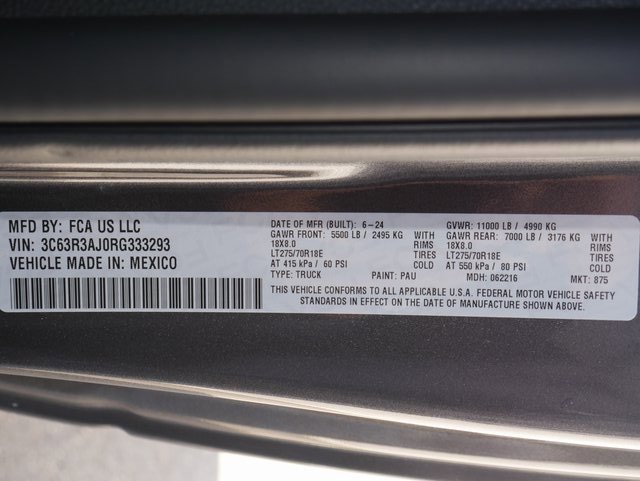 MFD BY: FCA US LLC
VIN: 3C63R3AJ0RG333293
VEHICLE MADE IN: MEXICO
DATE OF MFR (BUILT): 6-24
GAWR FRONT: 5500 LB / 2495 KG WITH
18X8.0 RIMS
LT275/70R18E TIRES
AT 415 kPa / 60 PSI COLD
TYPE: TRUCK PAINT: PAU
GVWR: 11000 LB / 4990 KG
GAWR REAR: 7000 LB / 3176 KG WITH
18X8.0 RIMS
LT275/70R18E TIRES
AT 550 kPa / 80 PSI COLD
MDH: 062216 MKT: 875
THIS VEHICLE CONFORMS TO ALL APPLICABLE U.S.A. FEDERAL MOTOR VEHICLE SAFETY
STANDARDS IN EFFECT ON THE DATE OF MANUFACTURE SHOWN ABOVE.